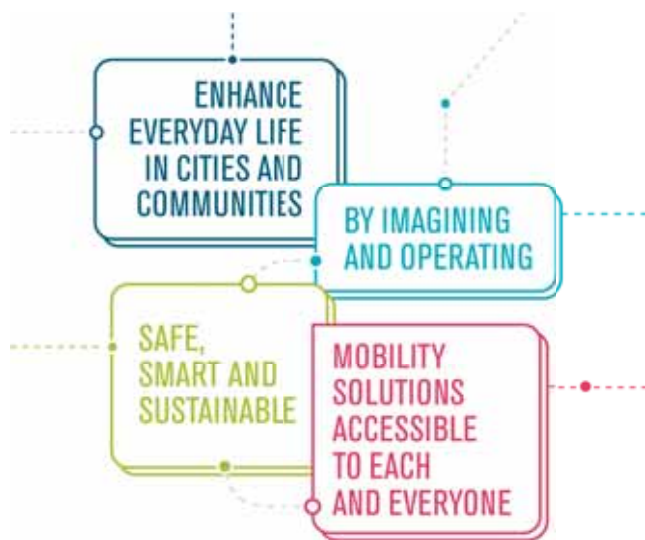 ENHANCE
EVERYDAY LIFE
IN CITIES AND
COMMUNITIES
BY IMAGINING
AND OPERATING
SAFE,
SMART AND
SUSTAINABLE
MOBILITY
SOLUTIONS
ACCESSIBLE
TO EACH
AND EVERYONE